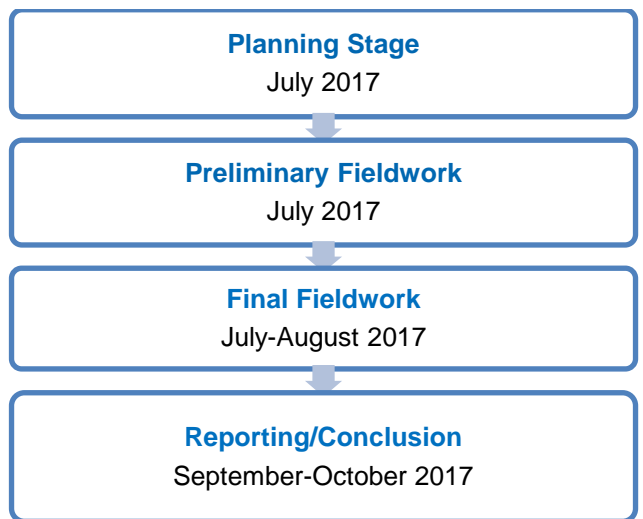 Planning Stage
July 2017
Preliminary Fieldwork
July 2017
Final Fieldwork
July-August 2017
Reporting/Conclusion
September-October 2017